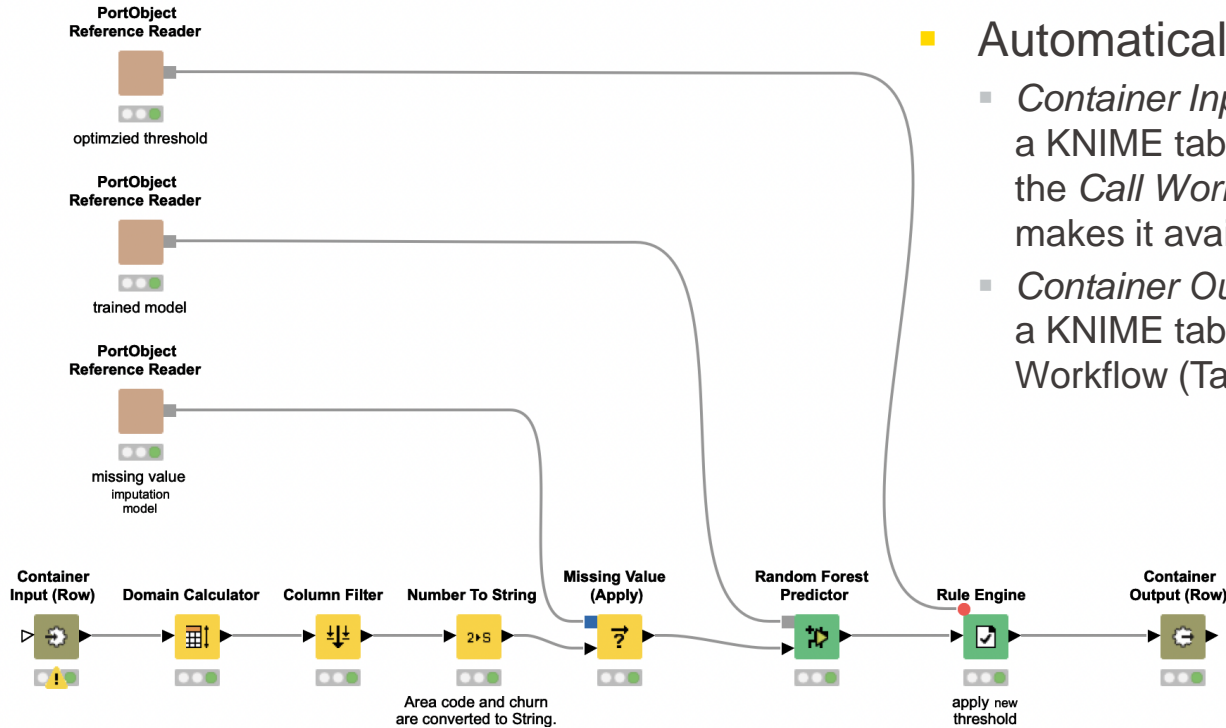 PortObject
Reference Reader
optimzied threshold
PortObject
Reference Reader
trained model
PortObject
Reference Reader
missing value
imputation
model
Container
Input (Row)
Domain Calculator
Column Filter
Number To String
2▸S
Area code and churn
are converted to String.
Missing Value
(Apply)
?
Random Forest
Predictor
Rule Engine
apply new
threshold
Container
Output (Row)
Automatical
Container Inp
a KNIME tab
the Call Wor
makes it avai
Container Ou
a KNIME tab
Workflow (Ta